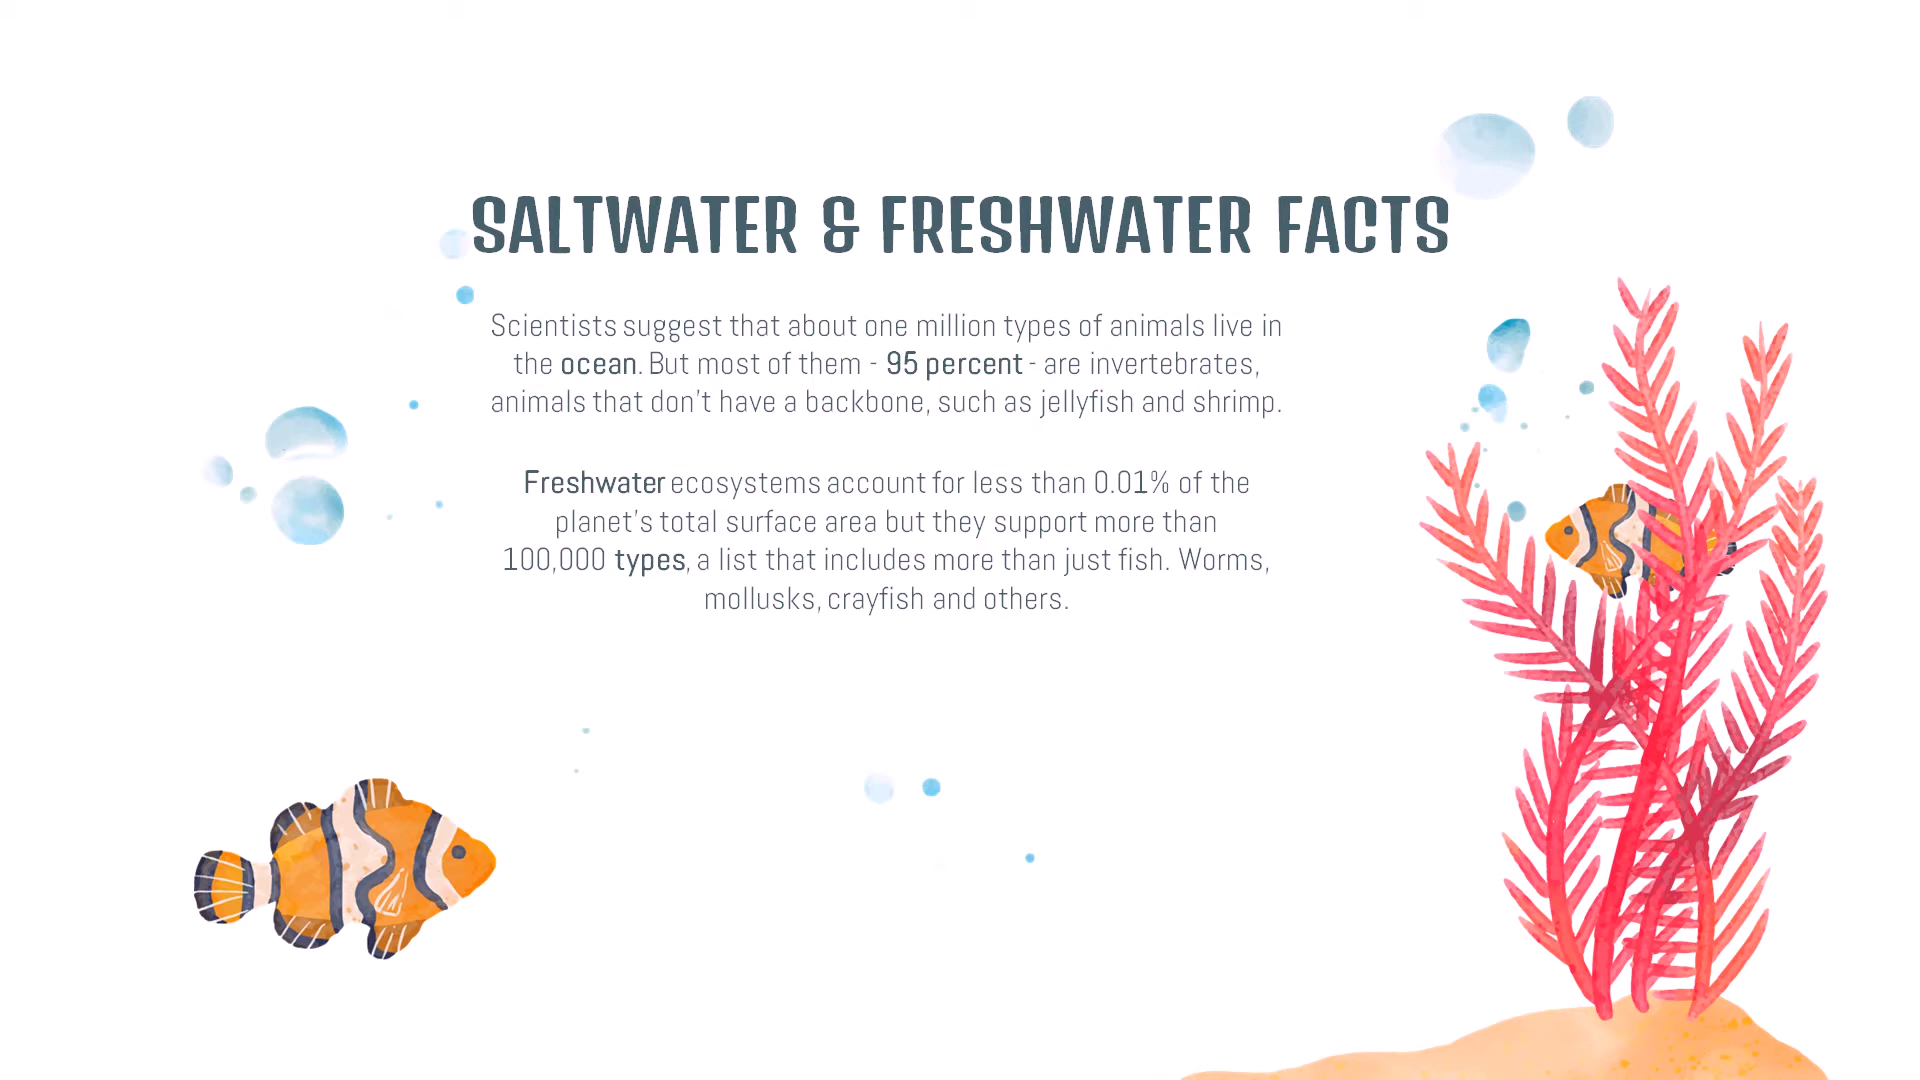 SALTWATER & FRESHWATER FACTS
Scientists suggest that about one million types of animals live in
the ocean. But most of them - 95 percent - are invertebrates,
animals that don't have a backbone, such as jellyfish and shrimp.
Freshwater ecosystems account for less than 0.01% of the
planet's total surface area but they support more than
100,000 types, a list that includes more than just fish. Worms,
mollusks, crayfish and others.